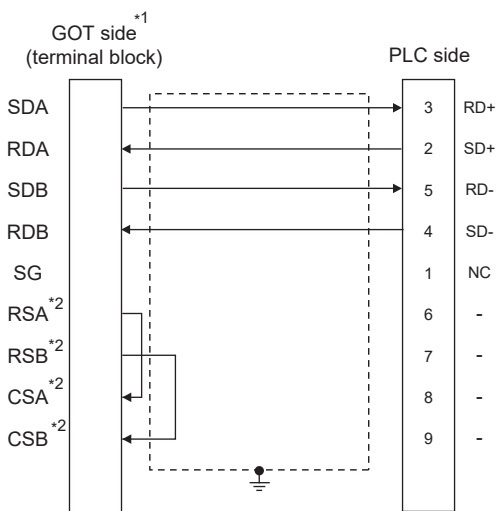 GOT side*1
(terminal block)
PLC side
SDA 3 RD+
RDA 2 SD+
SDB 5 RD-
RDB 4 SD-
SG 1 NC
RSA*2 6 -
RSB*2 7 -
CSA*2 8 -
CSB*2 9 -